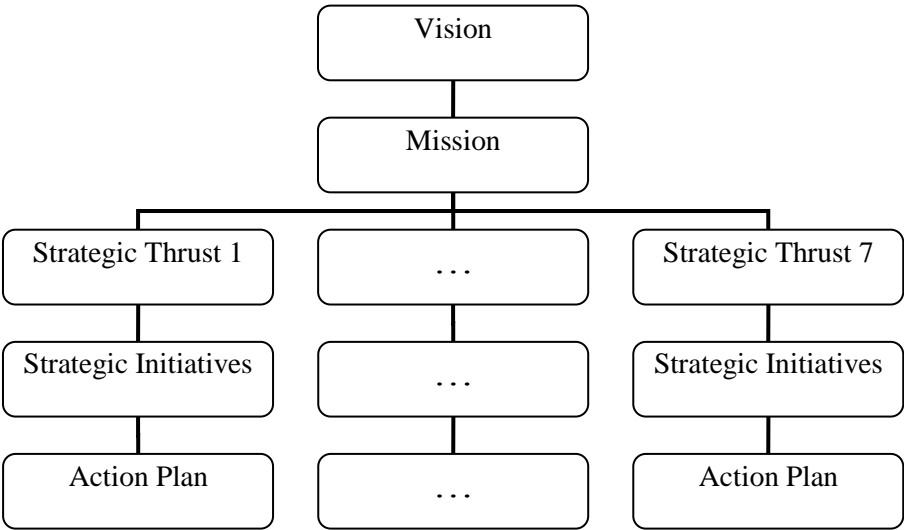 Vision
Mission
Strategic Thrust 1
…
Strategic Thrust 7
Strategic Initiatives
…
Strategic Initiatives
Action Plan
…
Action Plan